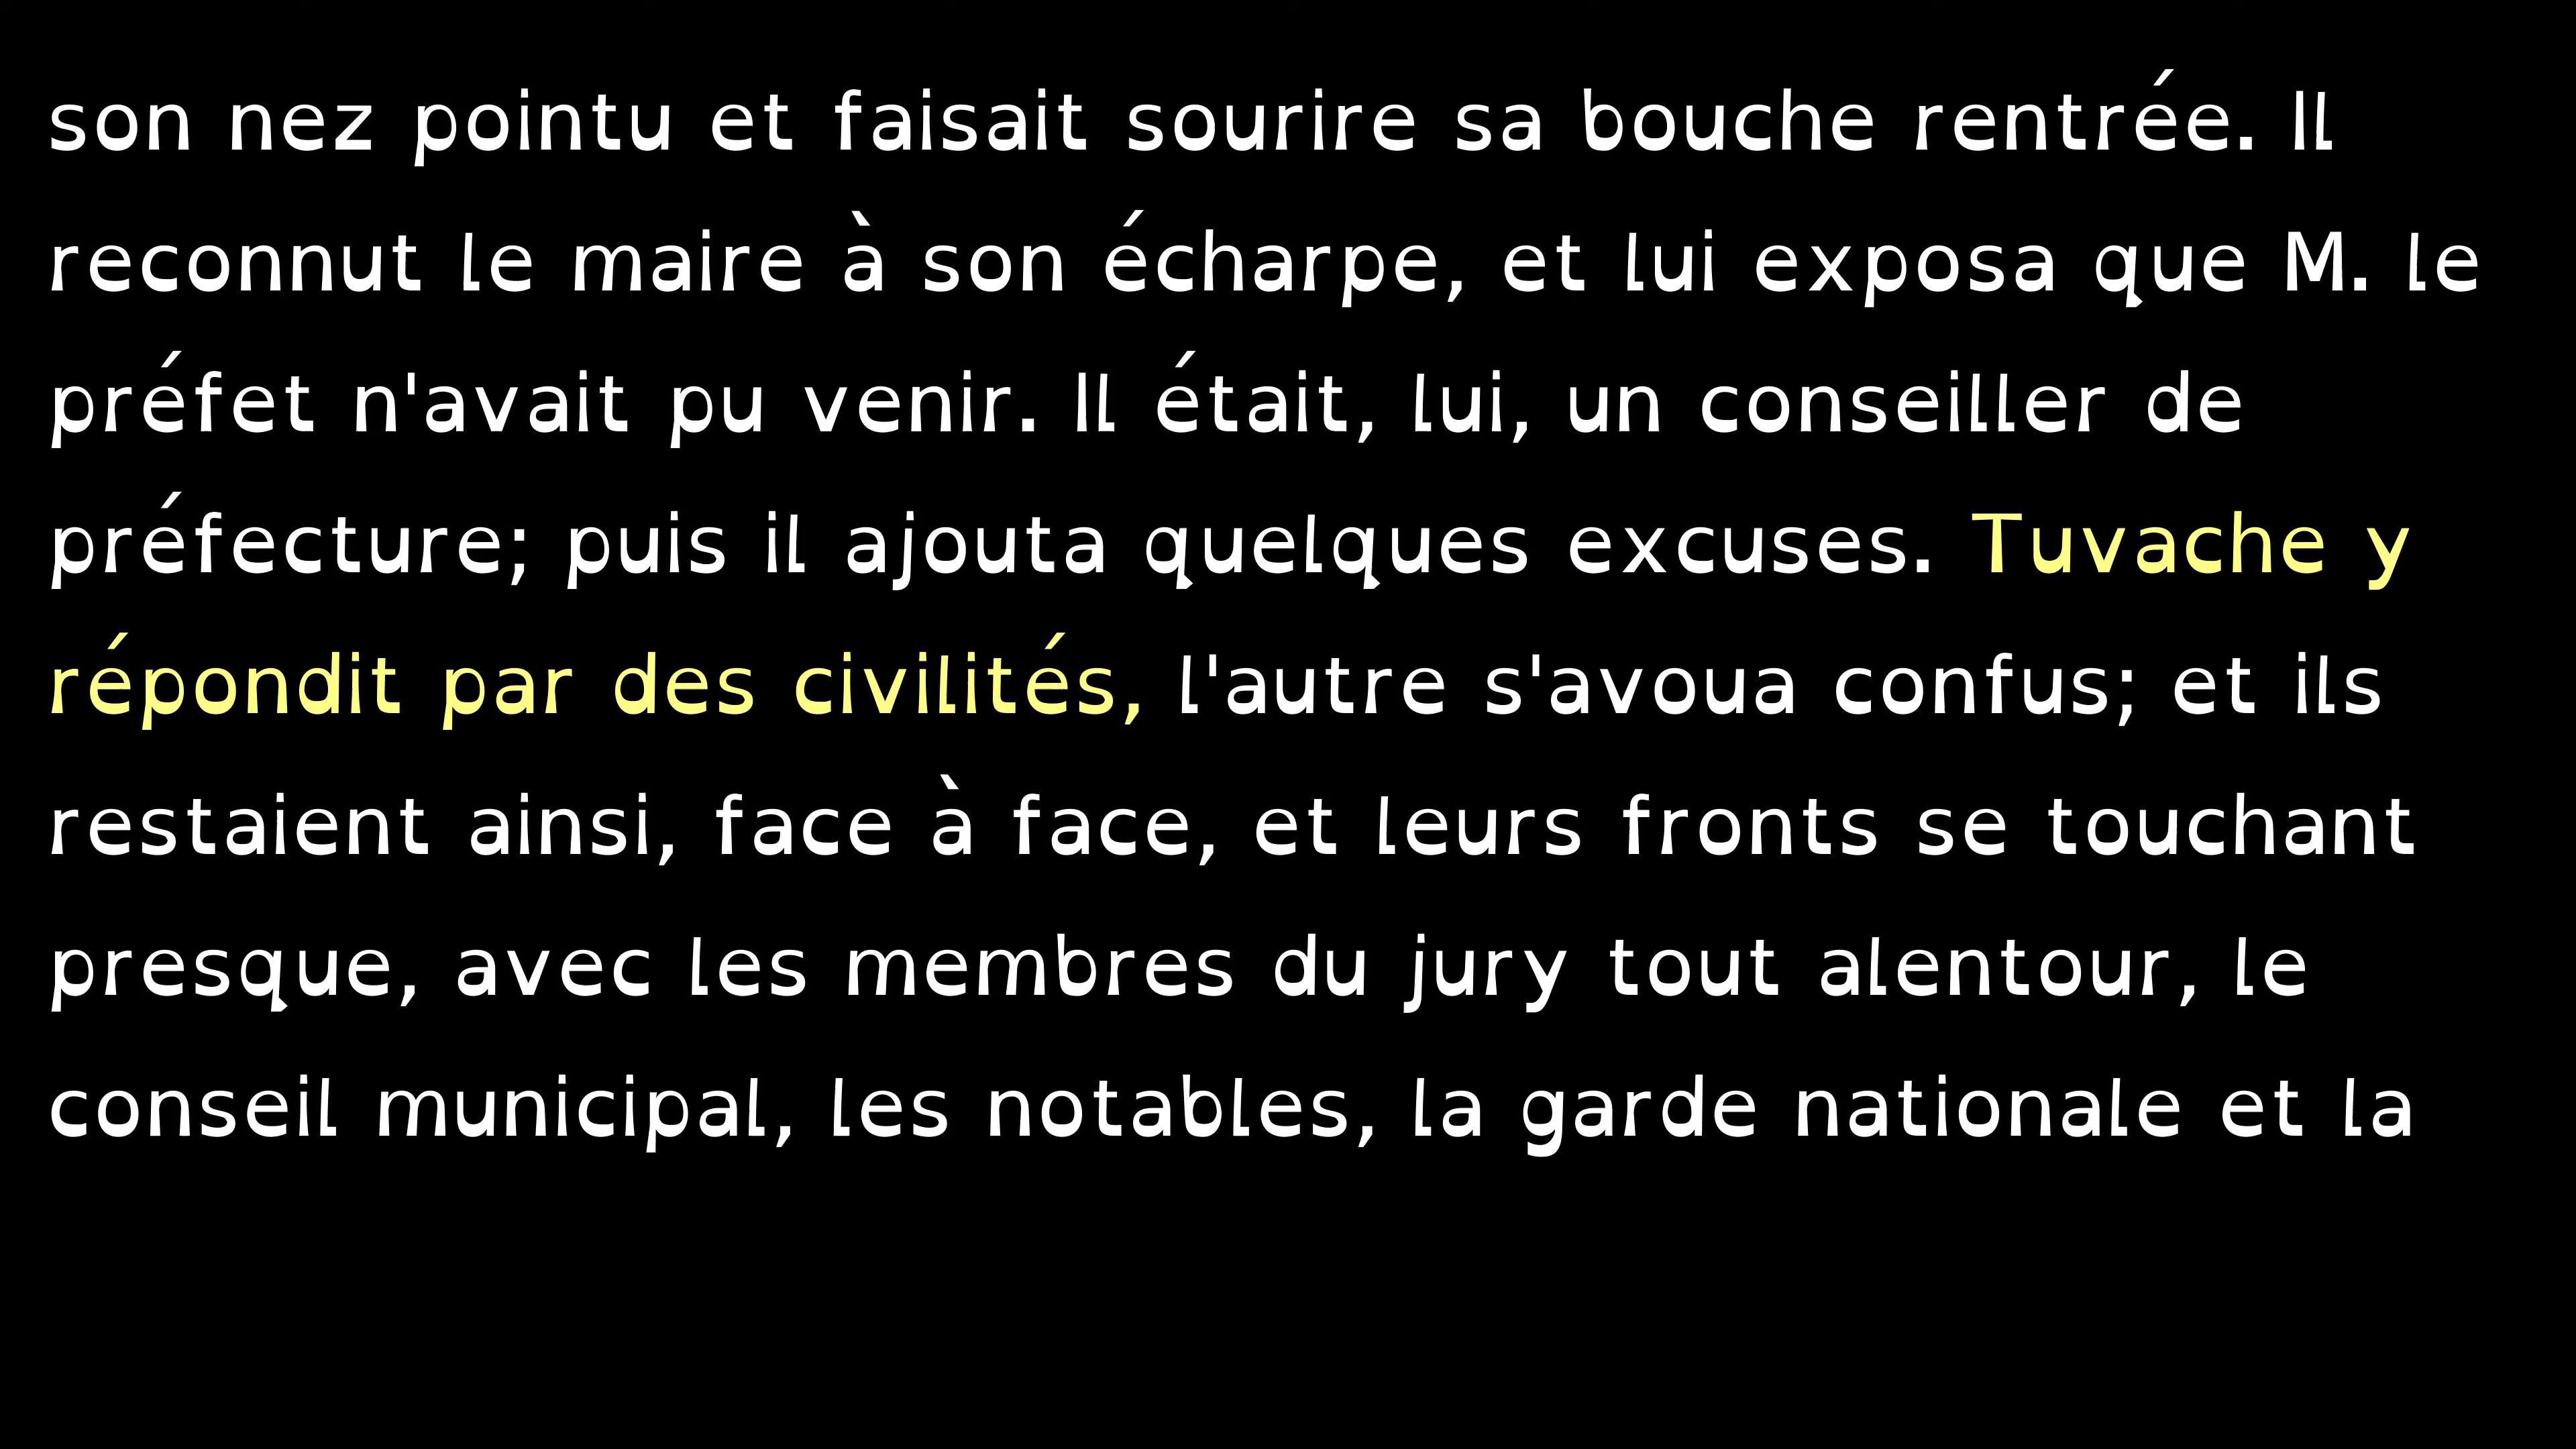 son nez pointu et faisait sourire sa bouche rentrée. Il
reconnut le maire à son écharpe, et lui exposa que M. le
préfet n'avait pu venir. Il était, lui, un conseiller de
préfecture; puis il ajouta quelques excuses. Tuvache y
répondit par des civilités, l'autre s'avoua confus; et ils
restaient ainsi, face à face, et leurs fronts se touchant
presque, avec les membres du jury tout alentour, le
conseil municipal, les notables, la garde nationale et la